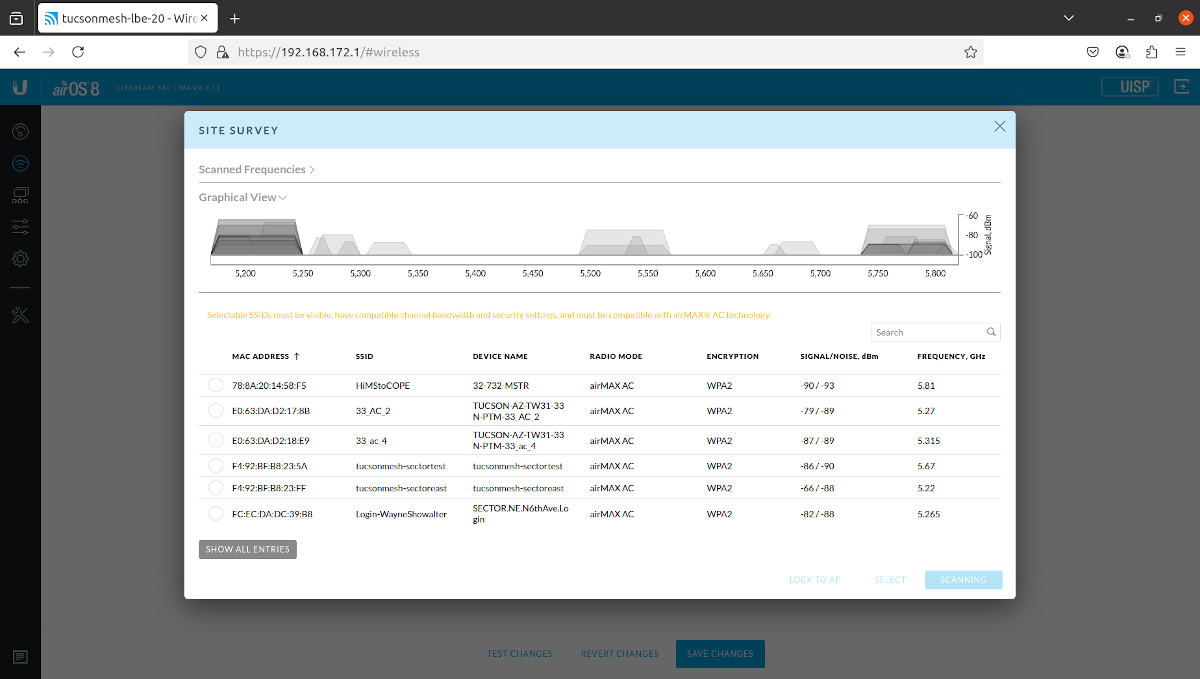 tucsonmesh-lbe-20 - Wire
https://192.168.172.1/#wireless
airOS 8
LITEBEAM 5AC | WA V8.7.11
UISP
SITE SURVEY
Scanned Frequencies
Graphical View
-60
-80
-100
Signal, dBm
5,200 5,250 5,300 5,350 5,400 5,450 5,500 5,550 5,600 5,650 5,700 5,750 5,800
Selectable SSIDs must be visible, have compatible channel bandwidth and security settings, and must be compatible with airMAX® AC technology.
Search
MAC ADDRESS ↑ SSID DEVICE NAME RADIO MODE ENCRYPTION SIGNAL/NOISE, dBm FREQUENCY, GHz
78:8A:20:14:58:F5 HiMStoCOPE 32-732-MSTR airMAX AC WPA2 -90 / -93 5.81
E0:63:DA:D2:17:8B 33_AC_2 TUCSON-AZ-TW31-33 airMAX AC WPA2 -79 / -89 5.27
N-PTM-33_AC_2
E0:63:DA:D2:18:E9 33_ac_4 TUCSON-AZ-TW31-33 airMAX AC WPA2 -87 / -89 5.315
N-PTM-33_ac_4
F4:92:BF:B8:23:5A tucsonmesh-sectortest tucsonmesh-sectortest airMAX AC WPA2 -86 / -90 5.67
F4:92:BF:B8:23:FF tucsonmesh-sectoreast tucsonmesh-sectoreast airMAX AC WPA2 -66 / -88 5.22
FC:EC:DA:DC:39:B8 Login-WayneShowalter SECTOR.NE.N6thAve.Lo airMAX AC WPA2 -82 / -88 5.265
gin
SHOW ALL ENTRIES
LOCK TO AP SELECT SCANNING
TEST CHANGES REVERT CHANGES SAVE CHANGES